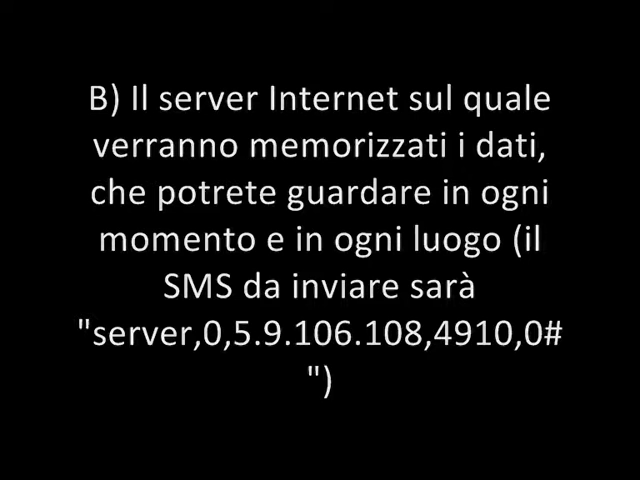 B) Il server Internet sul quale
verranno memorizzati i dati,
che potrete guardare in ogni
momento e in ogni luogo (il
SMS da inviare sarà
"server,0,5.9.106.108,4910,0#
")